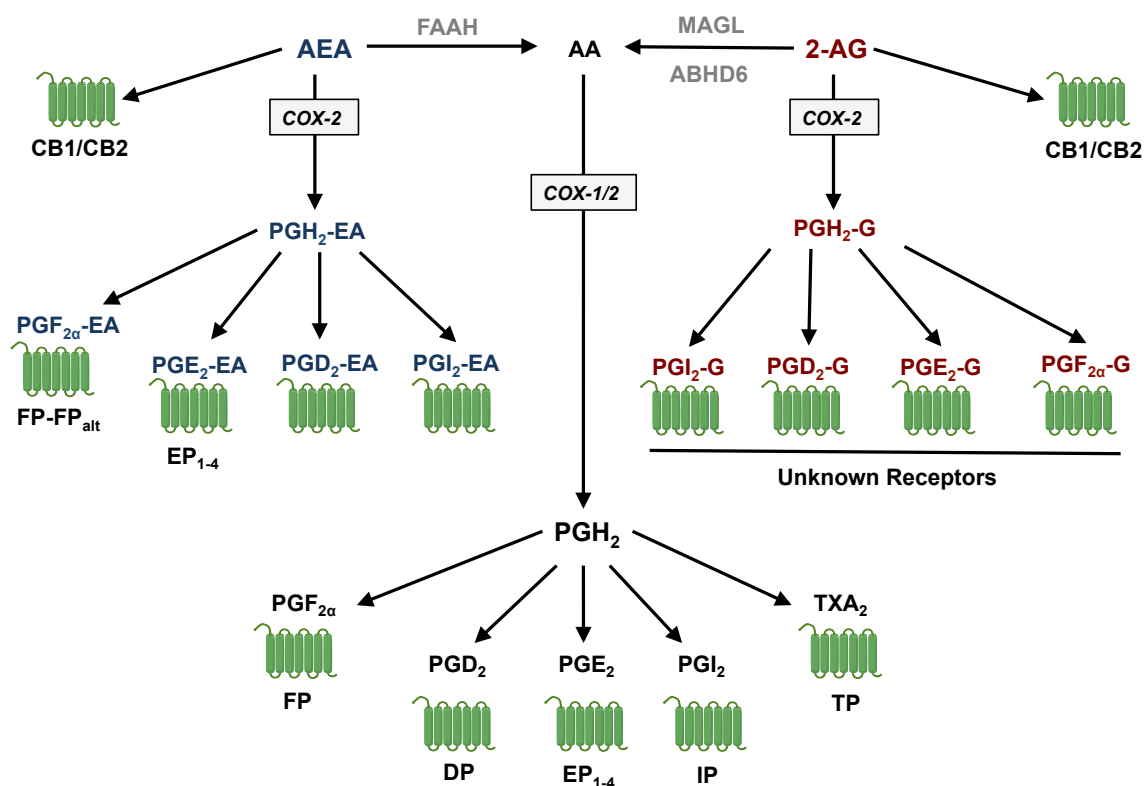 FAAH
MAGL
AEA
AA
2-AG
ABHD6
COX-2
COX-2
CB1/CB2
CB1/CB2
COX-1/2
PGH₂-EA
PGH₂-G
PGF₂α-EA
PGE₂-EA
PGD₂-EA
PGI₂-EA
PGI₂-G
PGD₂-G
PGE₂-G
PGF₂α-G
FP-FPalt
EP₁₋₄
Unknown Receptors
PGH₂
PGF₂α
TXA₂
PGD₂
PGE₂
PGI₂
FP
TP
DP
EP₁₋₄
IP